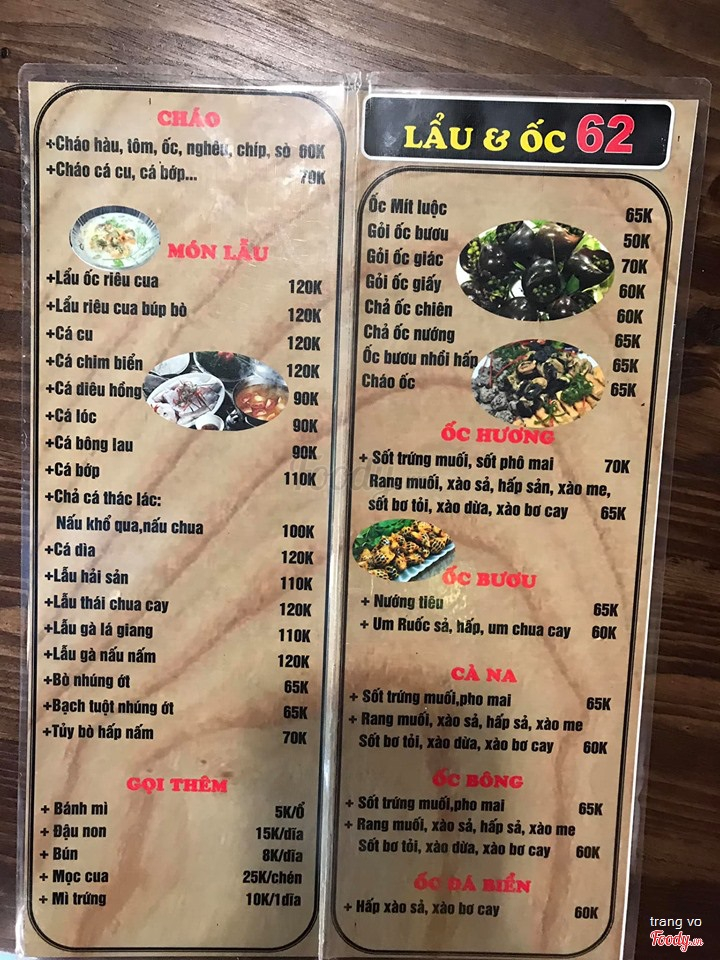 CHÁO
+Cháo hàu, tôm, ốc, nghêu, chíp, sò 60K
+Cháo cá cu, cá bớp... 70K
MÓN LẪU
+Lẩu ốc riêu cua 120K
+Lẩu riêu cua búp bò 120K
+Cá cu 120K
+Cá chim biển 120K
+Cá diêu hồng 90K
+Cá lóc 90K
+Cá bông lau 90K
+Cá bớp 110K
+Chả cá thác lác:
Nấu khổ qua,nấu chua 100K
+Cá dìa 120K
+Lẫu hải sản 110K
+Lẫu thái chua cay 120K
+Lẫu gà lá giang 110K
+Lẫu gà nấu nấm 120K
+Bò nhúng ớt 65K
+Bạch tuột nhúng ớt 65K
+Tủy bò hấp nấm 70K
GỌI THÊM
+ Bánh mì 5K/Ổ
+ Đậu non 15K/dĩa
+ Bún 8K/dĩa
+ Mọc cua 25K/chén
+ Mì trứng 10K/1dĩa
LẨU & ỐC 62
Ốc Mít luộc 65K
Gỏi ốc bươu 50K
Gỏi ốc giác 70K
Gỏi ốc giấy 60K
Chả ốc chiên 60K
Chả ốc nướng 65K
Ốc bươu nhồi hấp 65K
Cháo ốc 65K
ỐC HƯƠNG
+ Sốt trứng muối, sốt phô mai 70K
Rang muối, xào sả, hấp sản, xào me,
sốt bơ tỏi, xào dừa, xào bơ cay 65K
ỐC BƯƠU
+ Nướng tiêu 65K
+ Um Ruốc sả, hấp, um chua cay 60K
CÀ NA
+ Sốt trứng muối,pho mai 65K
+ Rang muối, xào sả, hấp sả, xào me
Sốt bơ tỏi, xào dừa, xào bơ cay 60K
ỐC BÔNG
+ Sốt trứng muối,pho mai 65K
+ Rang muối, xào sả, hấp sả, xào me
Sốt bơ tỏi, xào dừa, xào bơ cay 60K
ỐC ĐÁ BIỂN
+ Hấp xào sả, xào bơ cay 60K
trang vo
Foody.vn